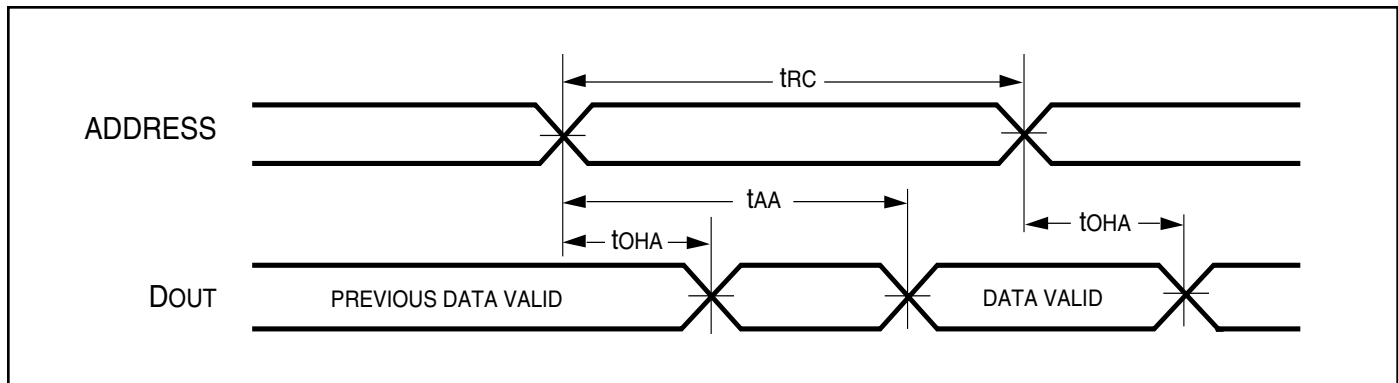 tRC
ADDRESS
tAA
tOHA
tOHA
DOUT
PREVIOUS DATA VALID
DATA VALID